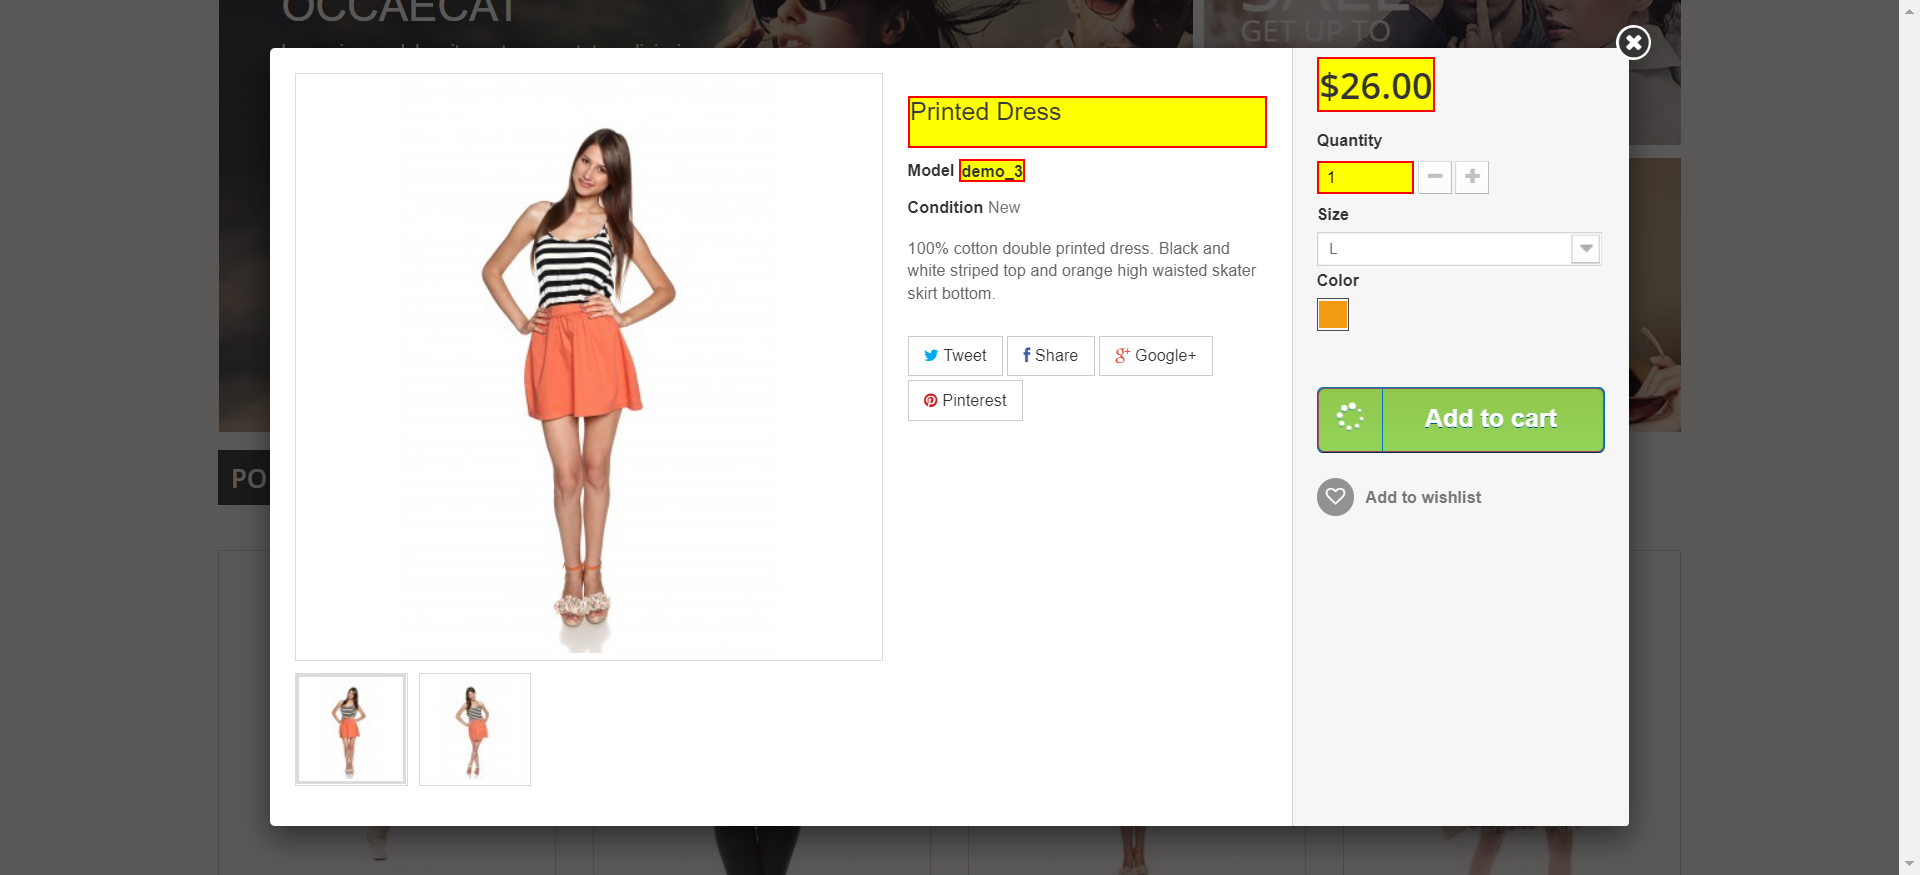 OCCAECAT
GET UP TO
$26.00
Printed Dress
Quantity
Model demo_3
1
Condition New
Size
100% cotton double printed dress. Black and
white striped top and orange high waisted skater
skirt bottom.
L
Color
Tweet
Share
Google+
Pinterest
Add to cart
Add to wishlist
PO